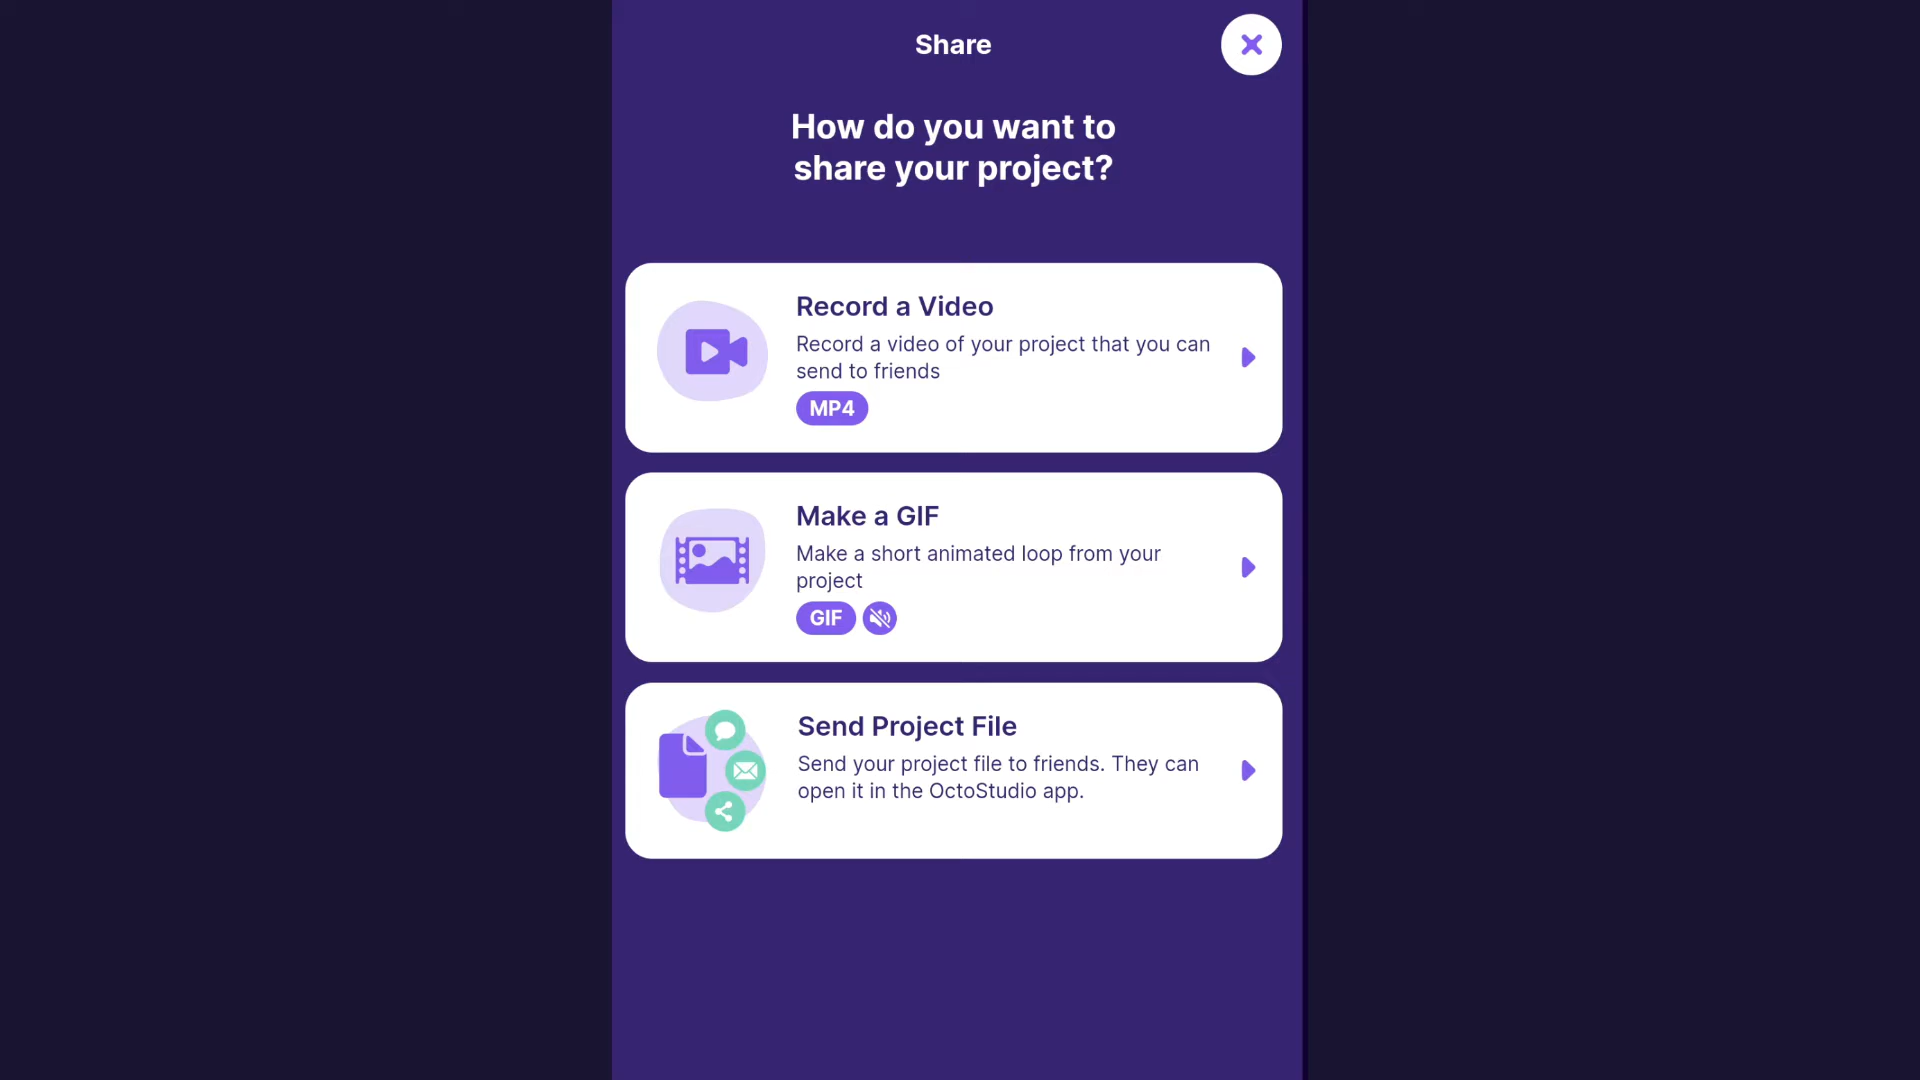 Share
How do you want to
share your project?
Record a Video
Record a video of your project that you can
send to friends
MP4
Make a GIF
Make a short animated loop from your
project
GIF
Send Project File
Send your project file to friends. They can
open it in the OctoStudio app.